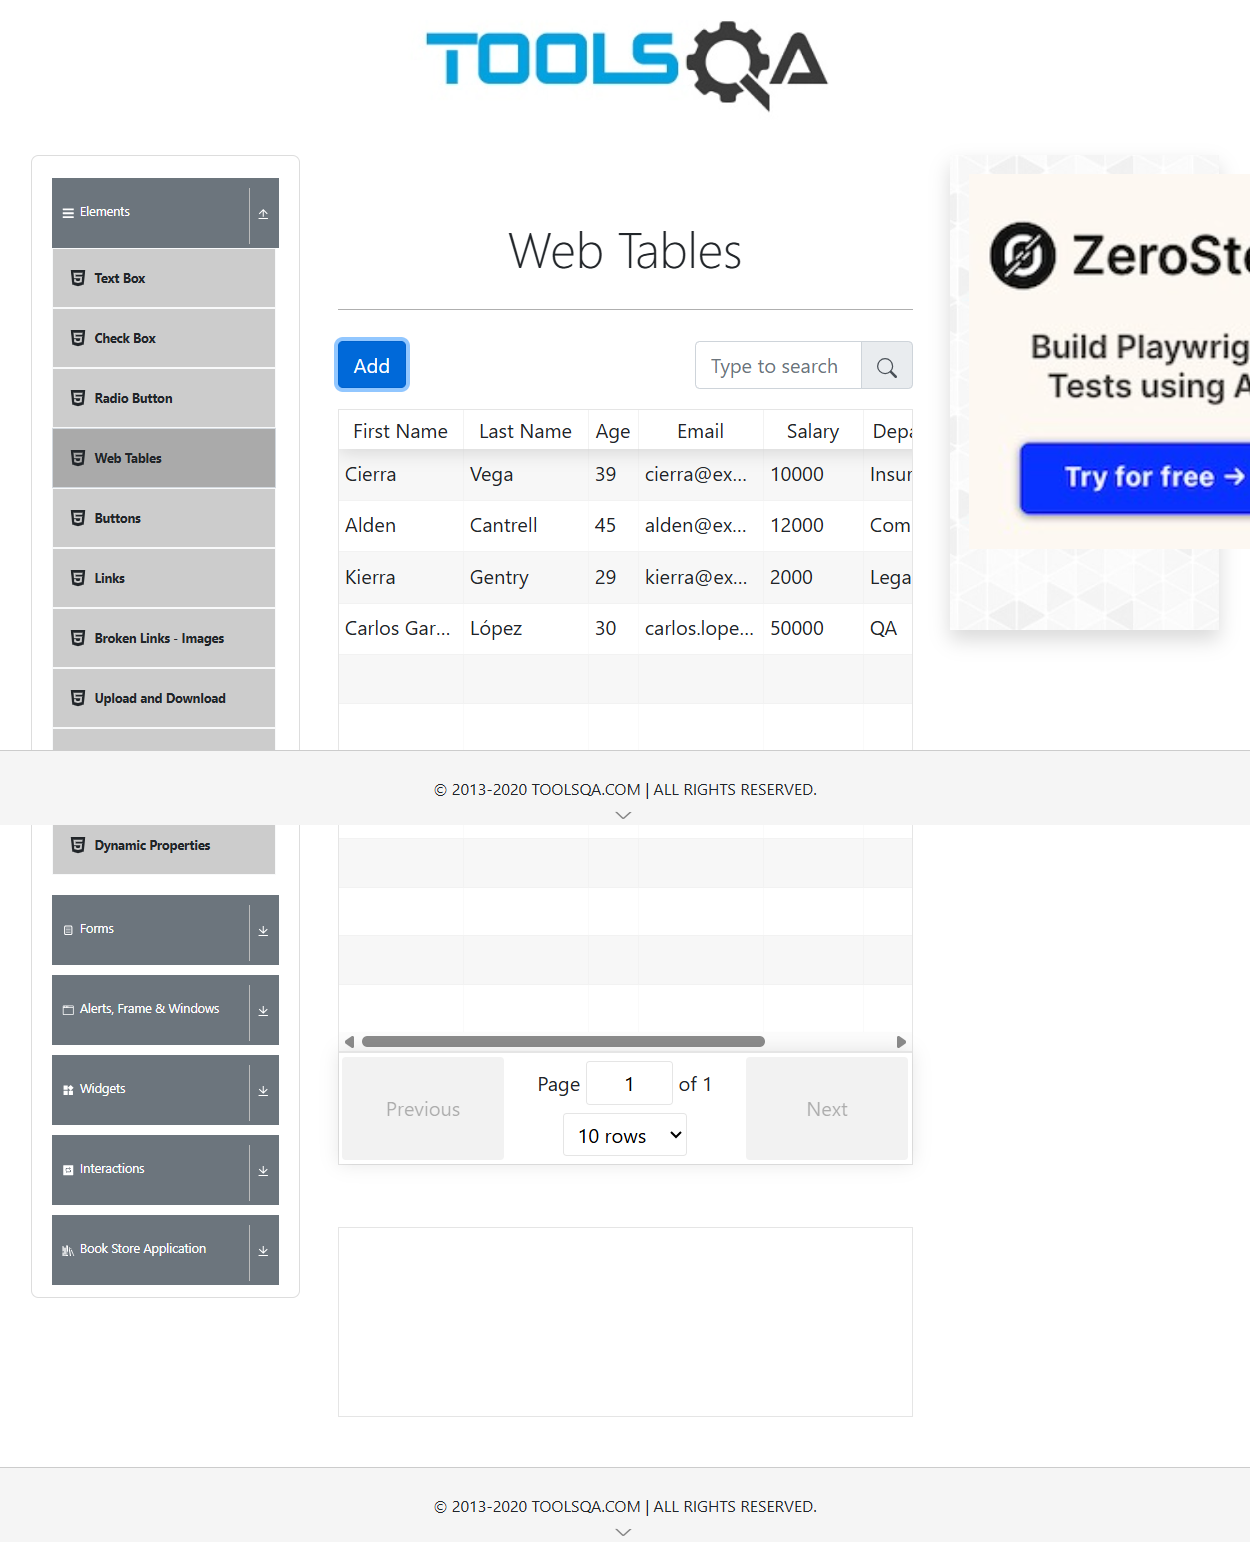 TOOLSQA
Elements
Text Box
Check Box
Radio Button
Web Tables
Buttons
Links
Broken Links - Images
Upload and Download
Web Tables
Add
Type to search
First Name Last Name Age Email Salary Depa
Cierra Vega 39 cierra@ex... 10000 Insur
Alden Cantrell 45 alden@ex... 12000 Com
Kierra Gentry 29 kierra@ex... 2000 Lega
Carlos Gar... López 30 carlos.lope... 50000 QA
ZeroSte
Build Playwrig
Tests using A
Try for free →
© 2013-2020 TOOLSQA.COM | ALL RIGHTS RESERVED.
Dynamic Properties
Forms
Alerts, Frame & Windows
Widgets
Interactions
Book Store Application
Previous
Page 1 of 1
10 rows
Next
© 2013-2020 TOOLSQA.COM | ALL RIGHTS RESERVED.